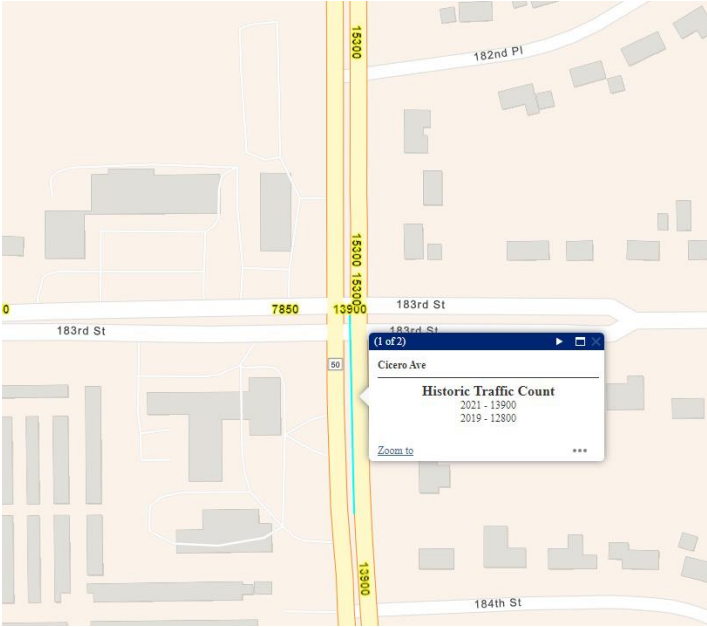 15300
182nd Pl
15300 15300
0
7850
13900
183rd St
183rd St
183rd St
50
(1 of 2)
Cicero Ave
Historic Traffic Count
2021 - 13900
2019 - 12800
Zoom to
13900
184th St